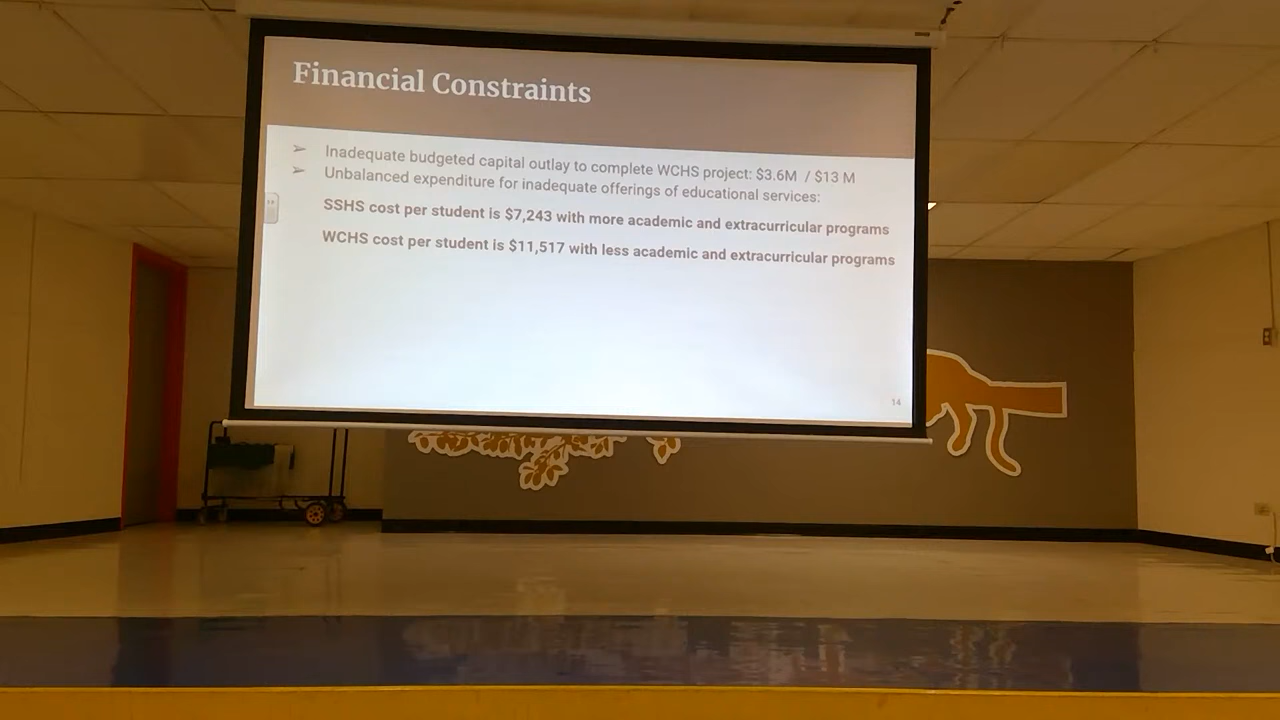 Financial Constraints
➢ Inadequate budgeted capital outlay to complete WCHS project: $3.6M / $13 M
➢ Unbalanced expenditure for inadequate offerings of educational services:
SSHS cost per student is $7,243 with more academic and extracurricular programs
WCHS cost per student is $11,517 with less academic and extracurricular programs
14